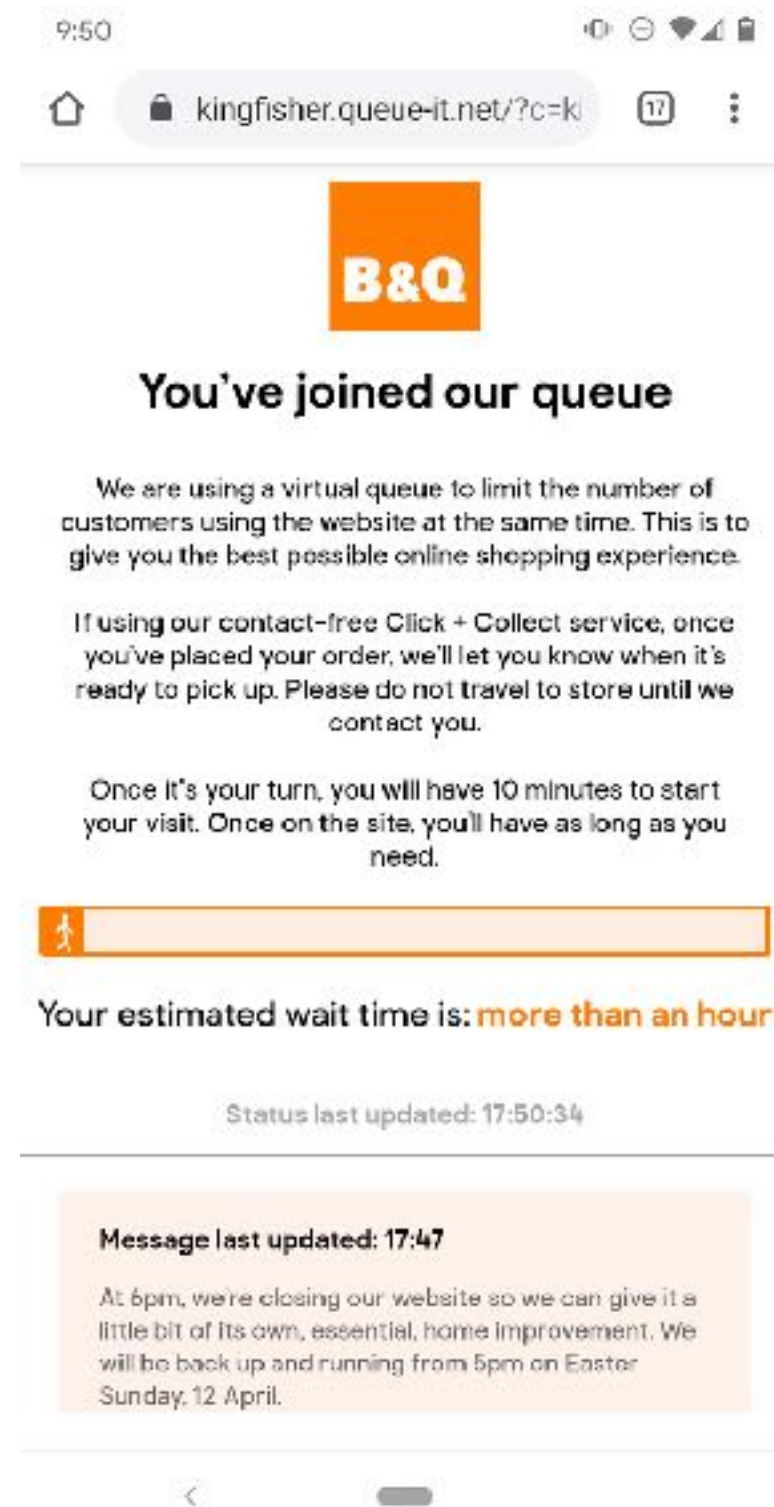 9:50
kingfisher.queue-it.net/?c=ki
17
B&Q
You've joined our queue
We are using a virtual queue to limit the number of
customers using the website at the same time. This is to
give you the best possible online shopping experience.
If using our contact-free Click + Collect service, once
you've placed your order, we'll let you know when it's
ready to pick up. Please do not travel to store until we
contact you.
Once it's your turn, you will have 10 minutes to start
your visit. Once on the site, you'll have as long as you
need.
Your estimated wait time is: more than an hour
Status last updated: 17:50:34
Message last updated: 17:47
At 6pm, we're closing our website so we can give it a
little bit of its own, essential, home improvement. We
will be back up and running from 5pm on Easter
Sunday, 12 April.